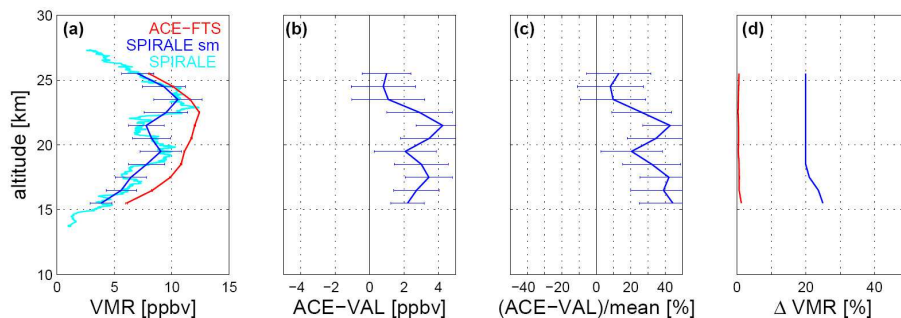 (a)
ACE−FTS
SPIRALE sm
SPIRALE
(b)
(c)
(d)
30
25
20
15
10
altitude [km]
0 5 10 15
VMR [ppbv]
−4 −2 0 2 4
ACE−VAL [ppbv]
−40 −20 0 20 40
(ACE−VAL)/mean [%]
0 20 40
Δ VMR [%]